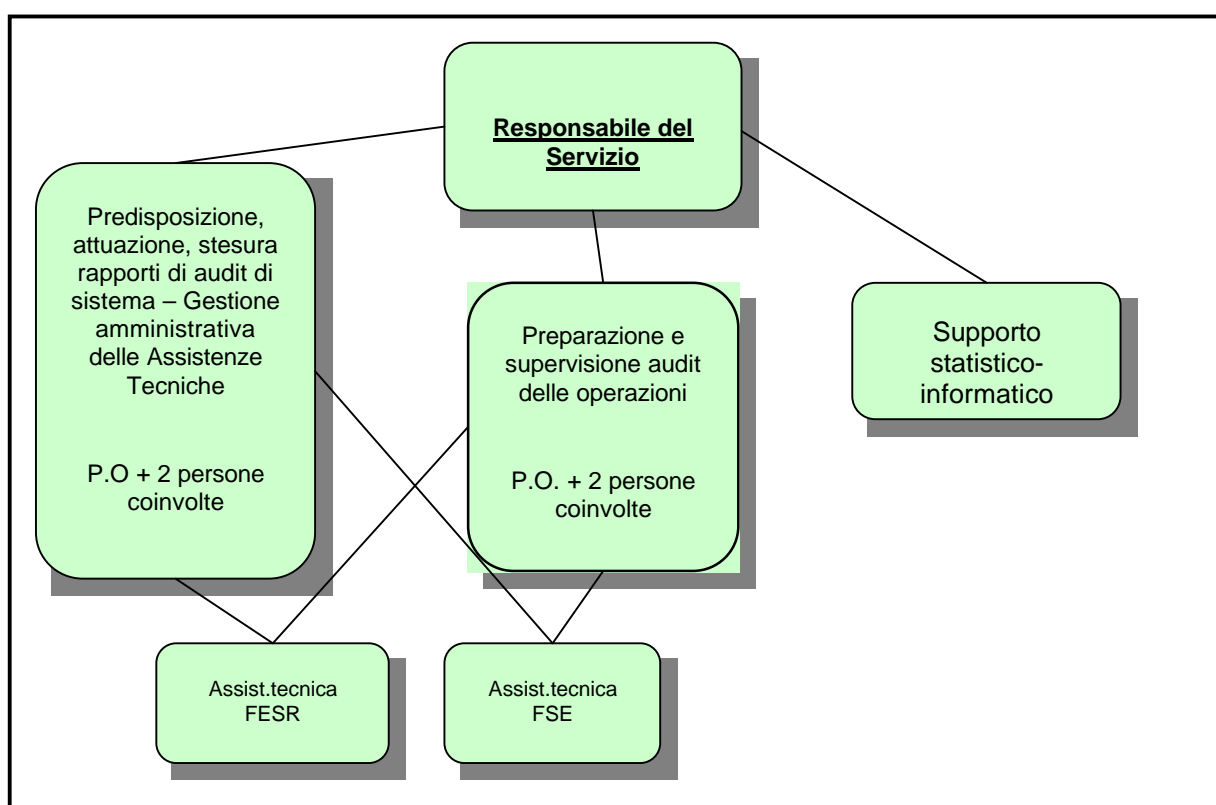 Responsabile del
Servizio
Predisposizione,
attuazione, stesura
rapporti di audit di
sistema – Gestione
amministrativa
delle Assistenze
Tecniche
P.O + 2 persone
coinvolte
Preparazione e
supervisione audit
delle operazioni
P.O. + 2 persone
coinvolte
Supporto
statistico-
informatico
Assist.tecnica
FESR
Assist.tecnica
FSE